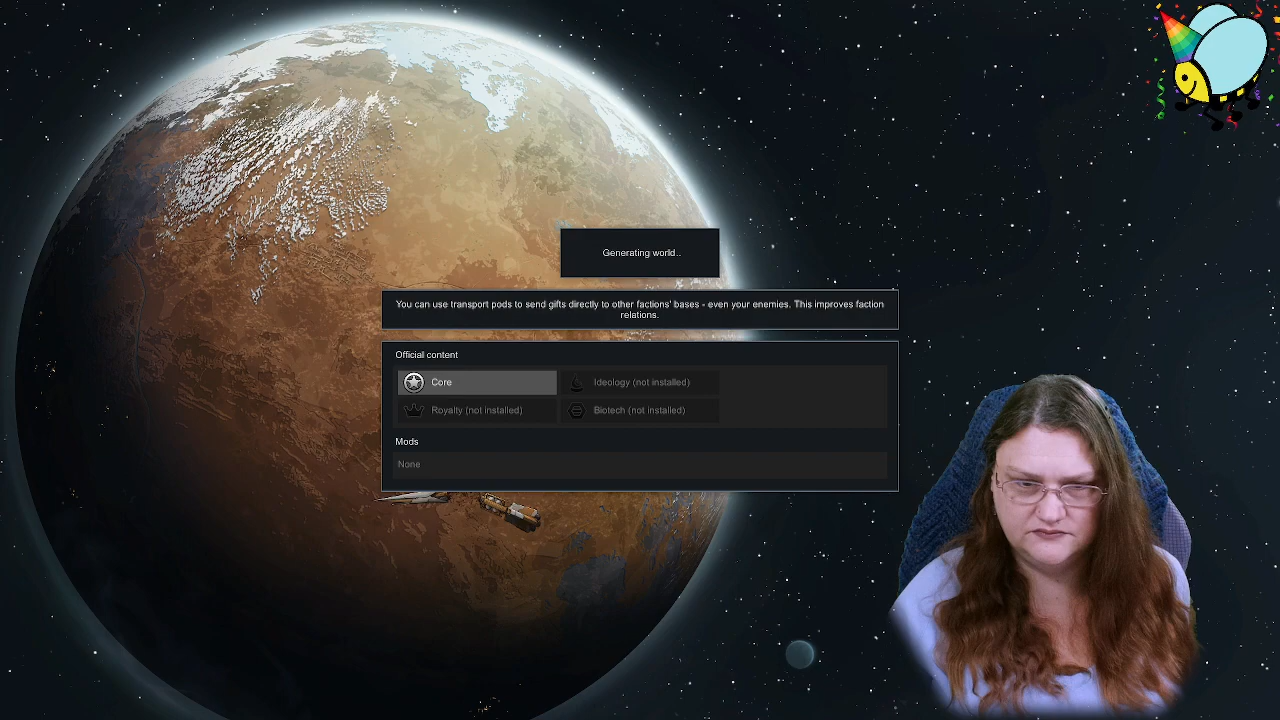 Generating world..
You can use transport pods to send gifts directly to other factions' bases - even your enemies. This improves faction
relations.
Official content
Core
Ideology (not installed)
Royalty (not installed)
Biotech (not installed)
Mods
None